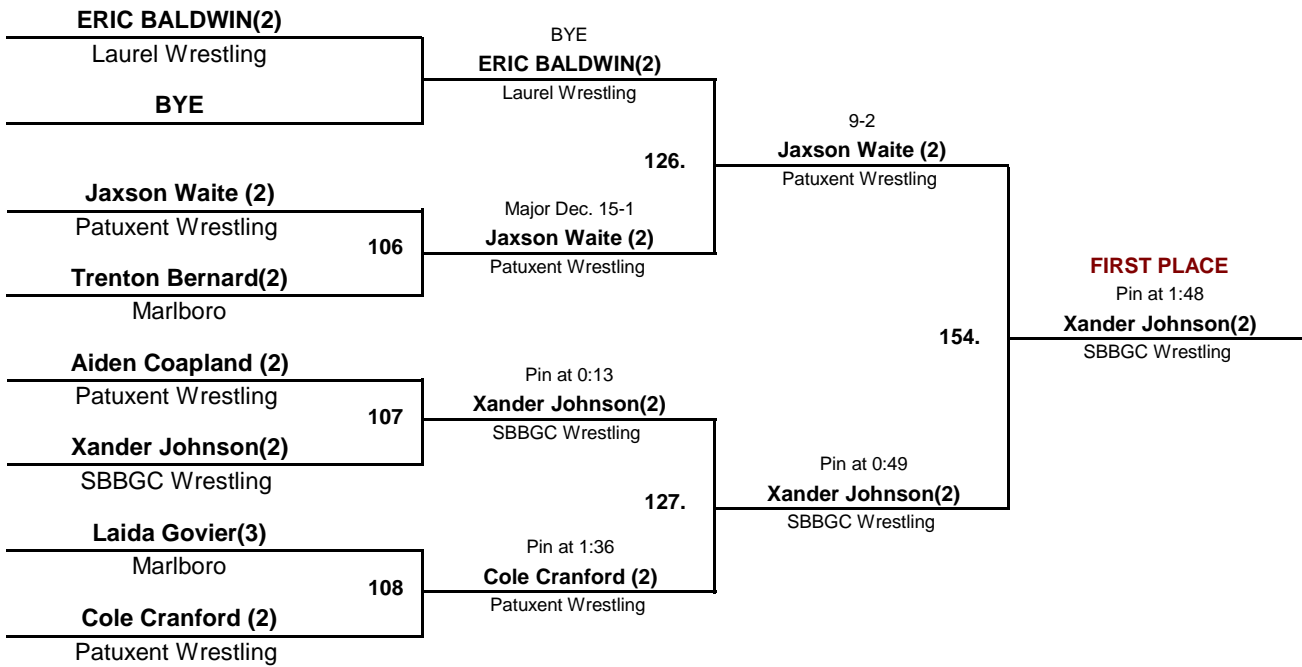 ERIC BALDWIN(2)
Laurel Wrestling
BYE
Jaxson Waite (2)
Patuxent Wrestling
106
Trenton Bernard(2)
Marlboro
Aiden Coapland (2)
Patuxent Wrestling
107
Xander Johnson(2)
SBBGC Wrestling
Laida Govier(3)
Marlboro
108
Cole Cranford (2)
Patuxent Wrestling
BYE
ERIC BALDWIN(2)
Laurel Wrestling
126.
Major Dec. 15-1
Jaxson Waite (2)
Patuxent Wrestling
Pin at 0:13
Xander Johnson(2)
SBBGC Wrestling
127.
Pin at 1:36
Cole Cranford (2)
Patuxent Wrestling
9-2
Jaxson Waite (2)
Patuxent Wrestling
154.
Pin at 0:49
Xander Johnson(2)
SBBGC Wrestling
FIRST PLACE
Pin at 1:48
Xander Johnson(2)
SBBGC Wrestling